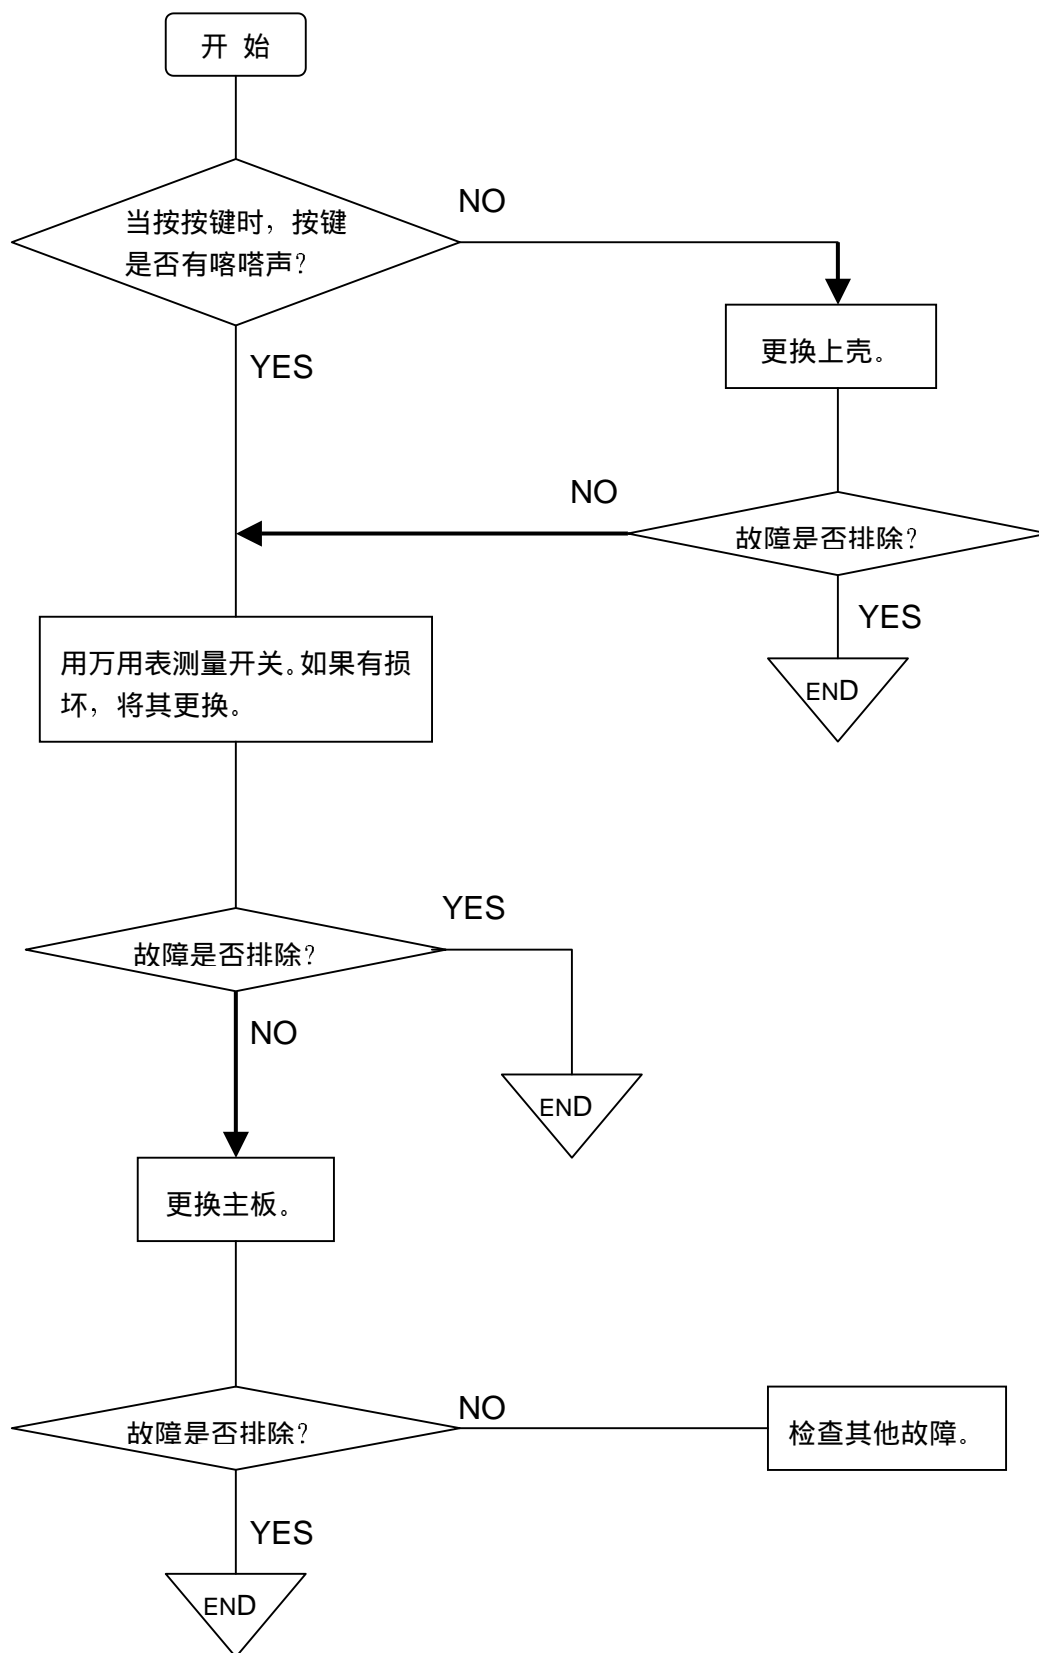 开 始
NO
当按按键时，按键
是否有喀嗒声？
更换上壳。
YES
NO
故障是否排除？
YES
用万用表测量开关。如果有损
坏，将其更换。
END
YES
故障是否排除？
NO
END
更换主板。
NO
故障是否排除？
检查其他故障。
YES
END